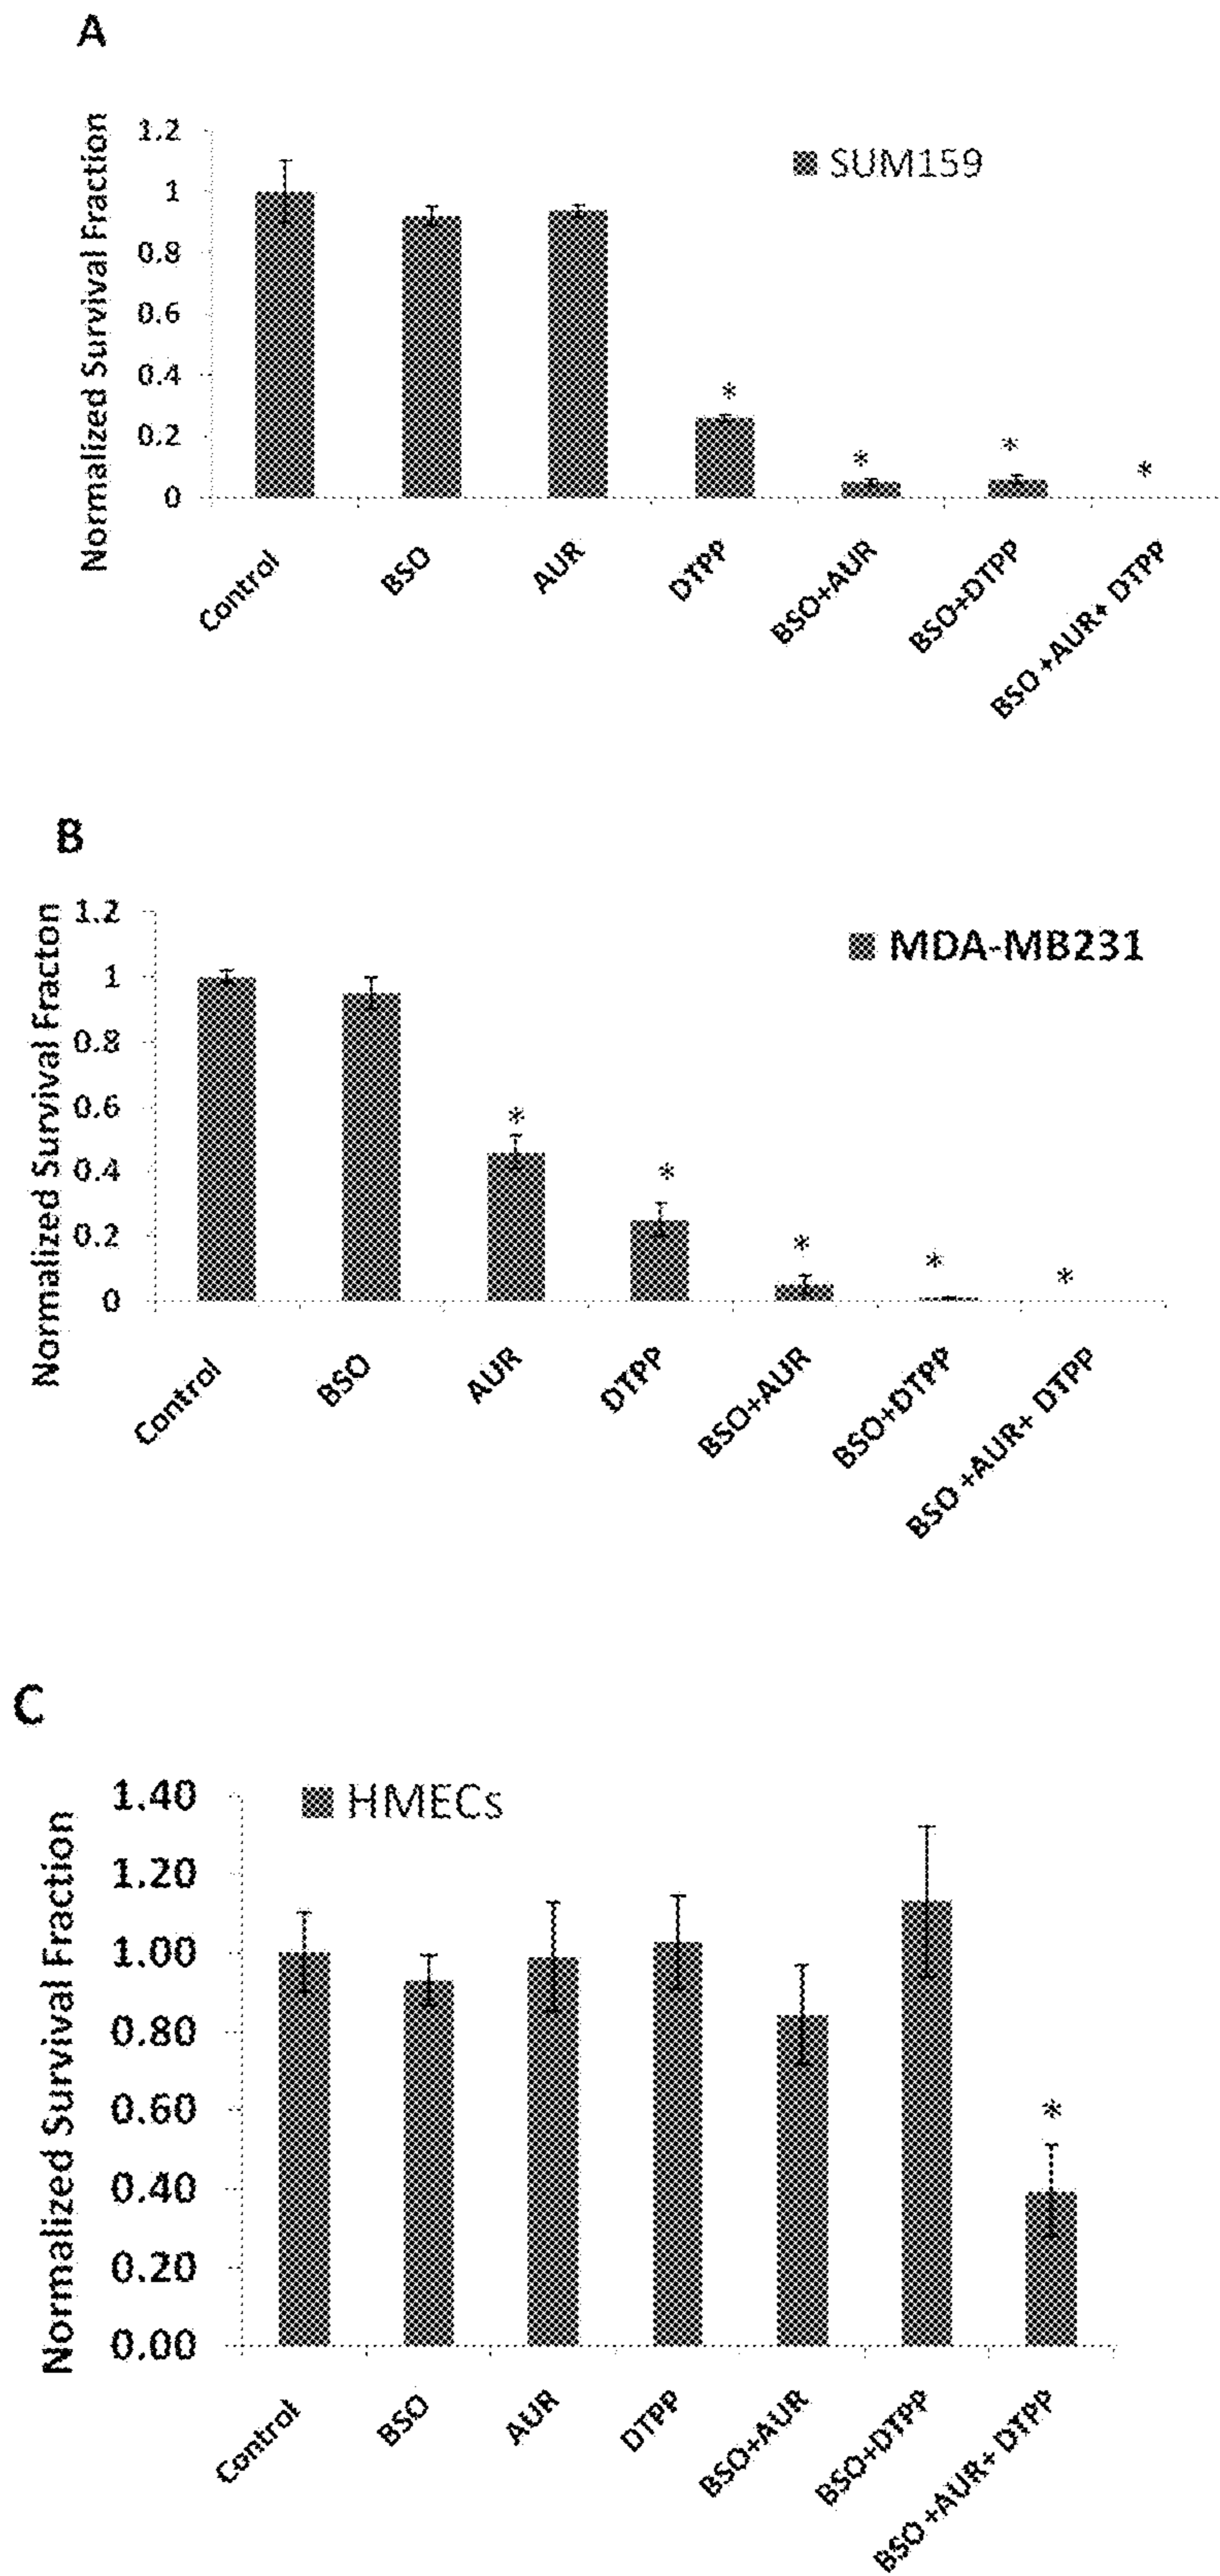 A
Normalized Survival Fraction
1.2
1
0.8
0.6
0.4
0.2
0
SUM159
*
*
*
*
Control
BSO
AUR
DTPP
BSO+AUR
BSO+DTPP
BSO +AUR+ DTPP
B
Normalized Survival Fracton
1.2
1
0.8
0.6
0.4
0.2
0
MDA-MB231
*
*
*
*
*
Control
BSO
AUR
DTPP
BSO+AUR
BSO+DTPP
BSO +AUR+ DTPP
C
Normalized Survival Fraction
1.40
1.20
1.00
0.80
0.60
0.40
0.20
0.00
HMECs
*
Control
BSO
AUR
DTPP
BSO+AUR
BSO+DTPP
BSO +AUR+ DTPP